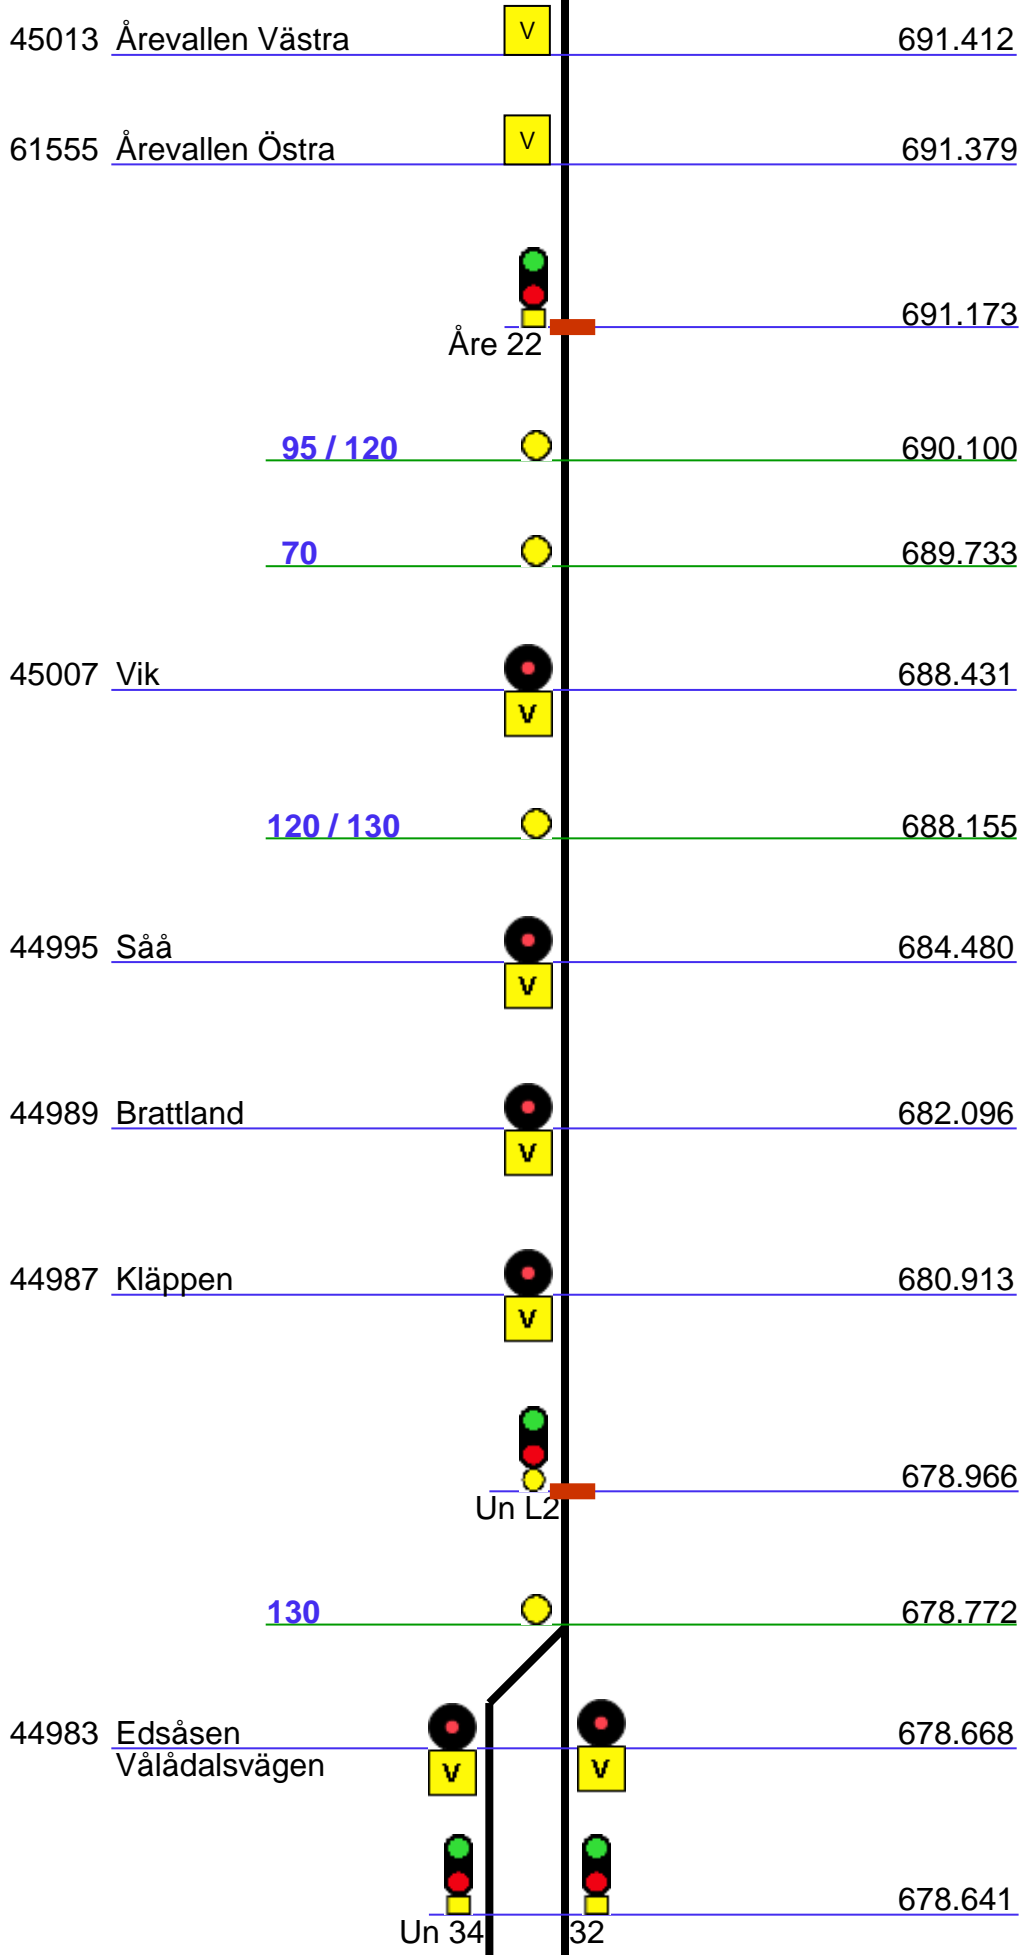 45013 Årevallen Västra V 691.412
61555 Årevallen Östra V 691.379
691.173
Åre 22
95 / 120 690.100
70 689.733
45007 Vik 688.431
V
120 / 130 688.155
44995 Såå 684.480
V
44989 Brattland 682.096
V
44987 Kläppen 680.913
V
678.966
Un L2
130 678.772
44983 Edsåsen 678.668
Vålådalsvägen V V
678.641
Un 34 32